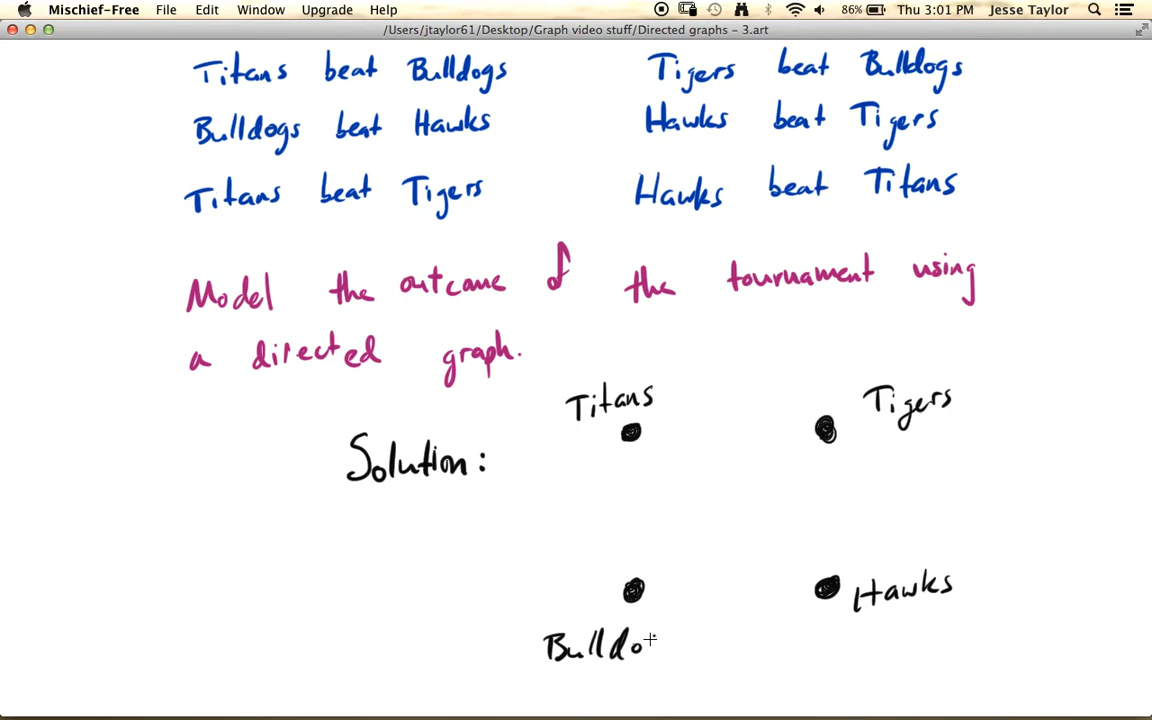 Mischief-Free File Edit Window Upgrade Help 86% Thu 3:01 PM Jesse Taylor
/Users/jtaylor61/Desktop/Graph video stuff/Directed graphs – 3.art
Titans beat Bulldogs Tigers beat Bulldogs
Bulldogs beat Hawks Hawks beat Tigers
Titans beat Tigers Hawks beat Titans
Model the outcome of the tournament using
a directed graph.
Titans Tigers
Solution:
Hawks
Bulldo